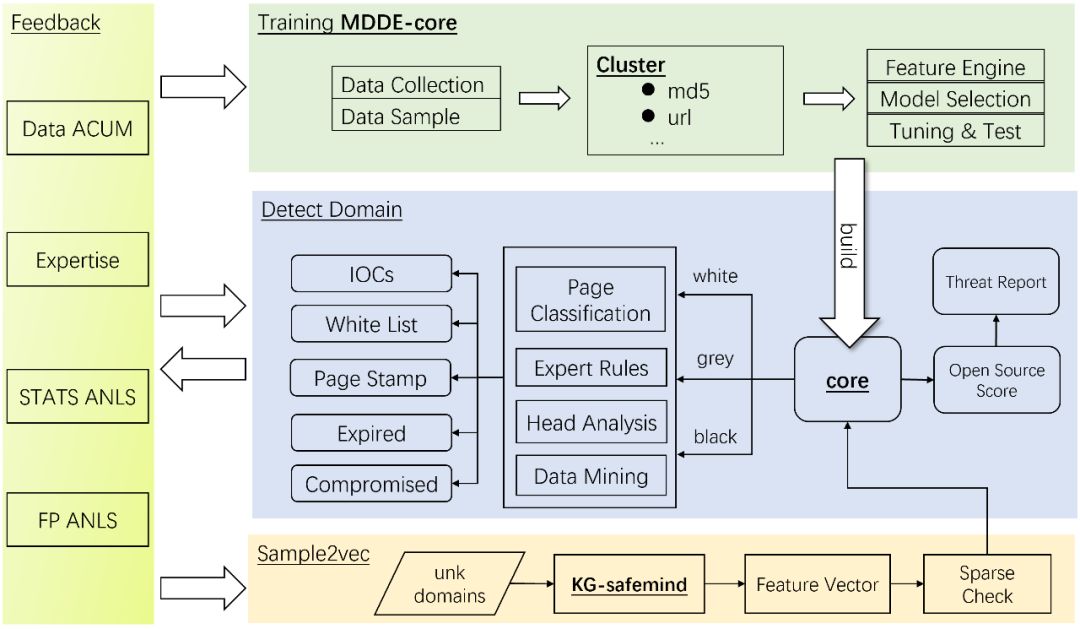 Feedback
Data ACUM
Expertise
STATS ANLS
FP ANLS
Training MDDE-core
Data Collection
Data Sample
Cluster
● md5
● url
...
Feature Engine
Model Selection
Tuning & Test
build
Detect Domain
IOCs
White List
Page Stamp
Expired
Compromised
Page
Classification
Expert Rules
Head Analysis
Data Mining
white
grey
black
core
Threat Report
Open Source
Score
Sample2vec
unk
domains
KG-safemind
Feature Vector
Sparse
Check